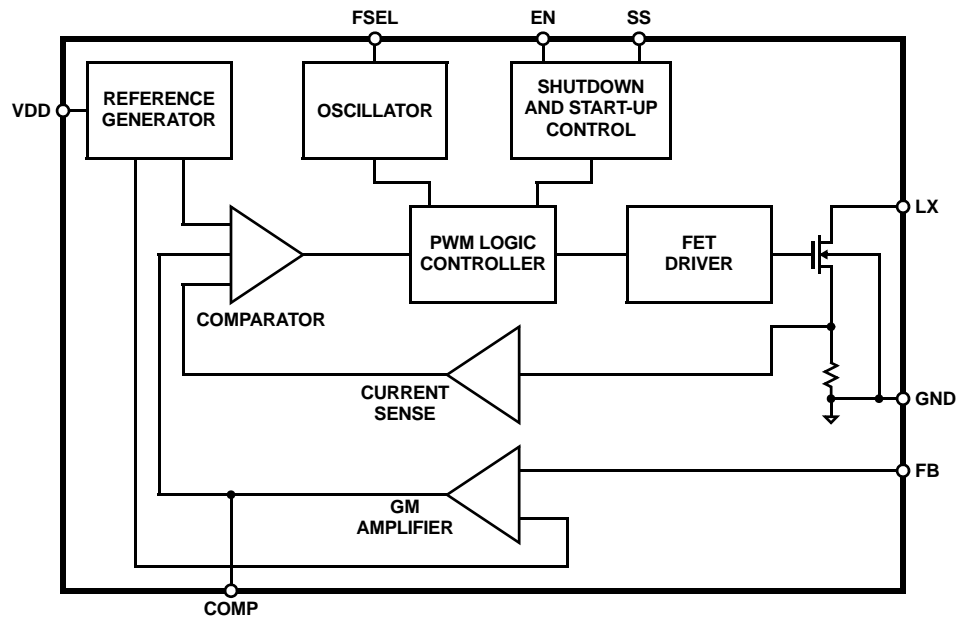 FSEL
EN
SS
VDD
REFERENCE
GENERATOR
OSCILLATOR
SHUTDOWN
AND START-UP
CONTROL
LX
PWM LOGIC
CONTROLLER
FET
DRIVER
COMPARATOR
CURRENT
SENSE
GND
FB
GM
AMPLIFIER
COMP